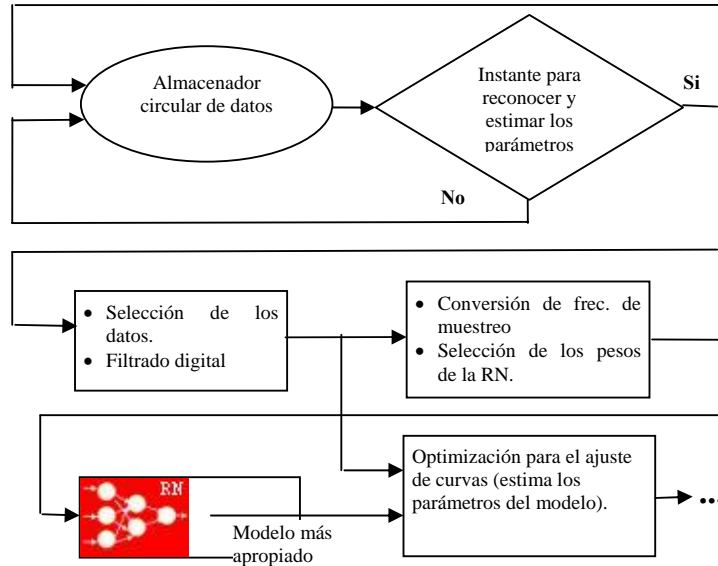 Almacenador
circular de datos
Instante para
reconocer y
estimar los
parámetros
Si
No
• Selección de los
datos.
• Filtrado digital
• Conversión de frec. de
muestreo
• Selección de los pesos
de la RN.
RN
Modelo más
apropiado
Optimización para el ajuste
de curvas (estima los
parámetros del modelo).
...